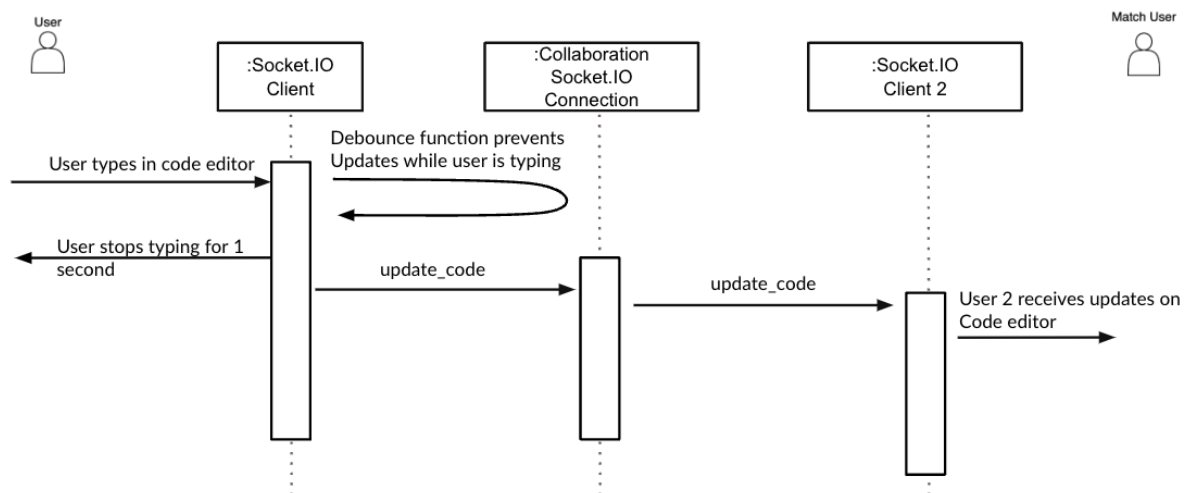 User
Match User
:Socket.IO
Client
:Collaboration
Socket.IO
Connection
:Socket.IO
Client 2
Debounce function prevents
Updates while user is typing
User types in code editor
User stops typing for 1
second
update_code
update_code
User 2 receives updates on
Code editor